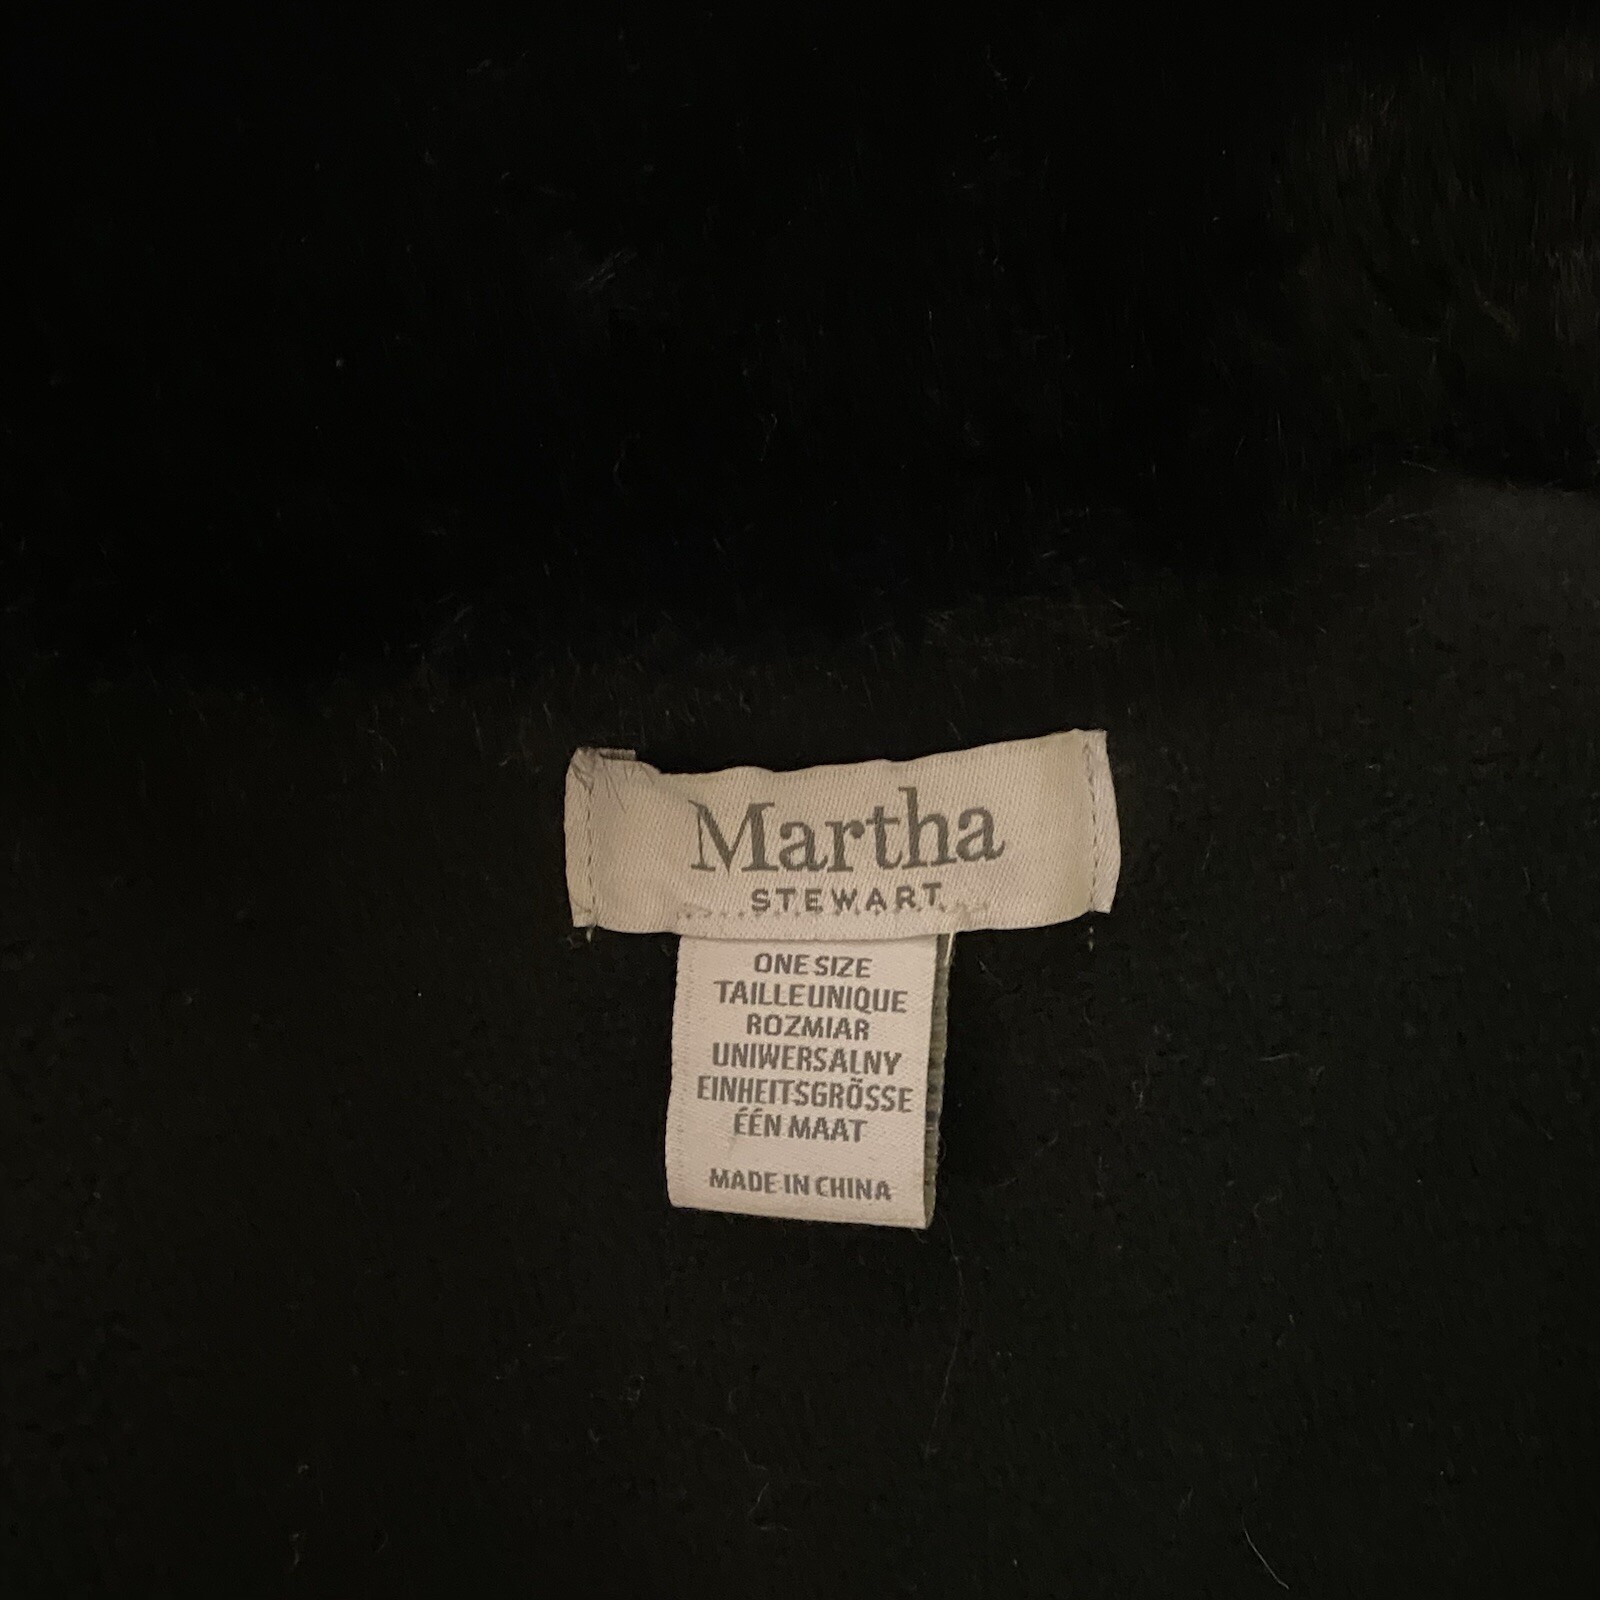 Martha
STEWART
ONE SIZE
TAILLE UNIQUE
ROZMIAR
UNIWERSALNY
EINHEITSGRÖSSE
ÉÉN MAAT
MADE IN CHINA